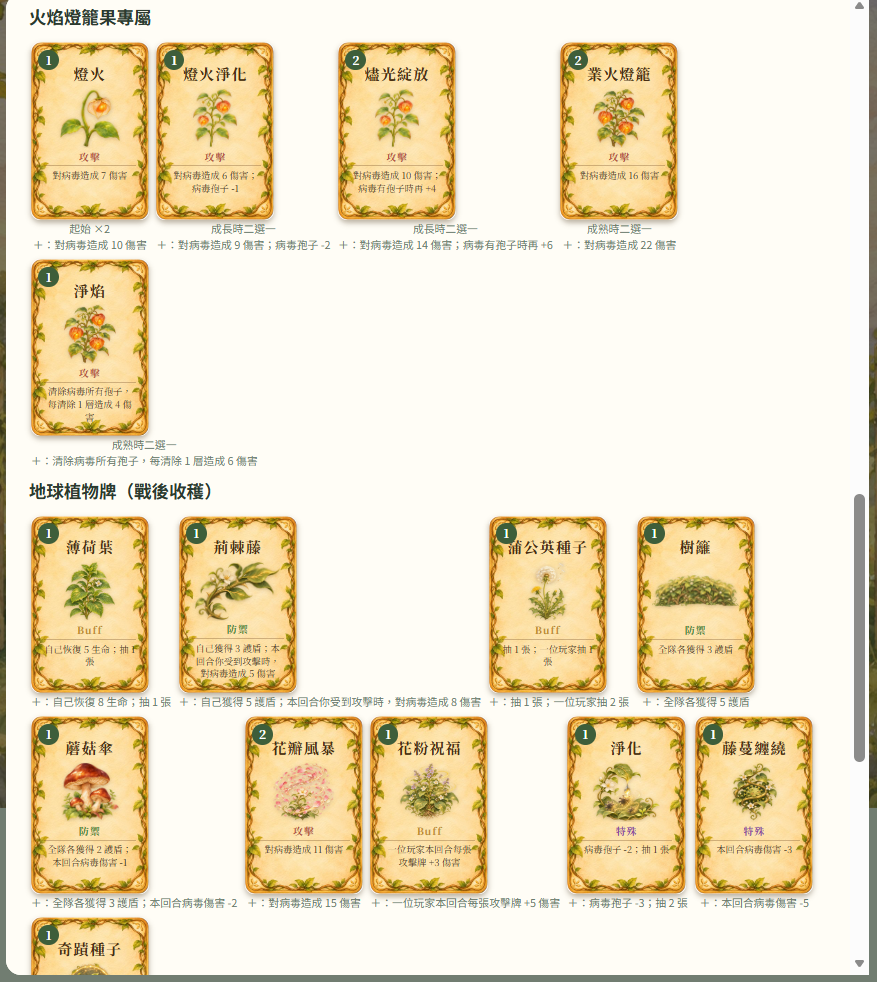 火焰燈籠果專屬
1
燈火
攻擊
對病毒造成 7 傷害
起始 ×2
＋：對病毒造成 10 傷害
1
燈火淨化
攻擊
對病毒造成 6 傷害；
病毒孢子 -1
成長時二選一
＋：對病毒造成 9 傷害；病毒孢子 -2
2
燼光綻放
攻擊
對病毒造成 10 傷害；
病毒有孢子時再 +4
成長時二選一
＋：對病毒造成 14 傷害；病毒有孢子時再 +6
2
業火燈籠
攻擊
對病毒造成 16 傷害
成熟時二選一
＋：對病毒造成 22 傷害
1
淨焰
攻擊
清除病毒所有孢子，
每清除 1 層造成 4 傷
害
成熟時二選一
＋：清除病毒所有孢子，每清除 1 層造成 6 傷害
地球植物牌（戰後收穫）
1
薄荷葉
Buff
自己恢復 5 生命；抽 1
張
＋：自己恢復 8 生命；抽 1 張
1
荊棘藤
防禦
自己獲得 3 護盾；本
回合你受到攻擊時，
對病毒造成 5 傷害
＋：自己獲得 5 護盾；本回合你受到攻擊時，對病毒造成 8 傷害
1
蒲公英種子
Buff
抽 1 張；一位玩家抽 1
張
＋：抽 1 張；一位玩家抽 2 張
1
樹籬
防禦
全隊各獲得 3 護盾
＋：全隊各獲得 5 護盾
1
蘑菇傘
防禦
全隊各獲得 2 護盾；
本回合病毒傷害 -1
＋：全隊各獲得 3 護盾；本回合病毒傷害 -2
2
花瓣風暴
攻擊
對病毒造成 11 傷害
＋：對病毒造成 15 傷害
1
花粉祝福
Buff
一位玩家本回合每張
攻擊牌 +3 傷害
＋：一位玩家本回合每張攻擊牌 +5 傷害
1
淨化
特殊
病毒孢子 -2；抽 1 張
＋：病毒孢子 -3；抽 2 張
1
藤蔓纏繞
特殊
本回合病毒傷害 -3
＋：本回合病毒傷害 -5
1
奇蹟種子